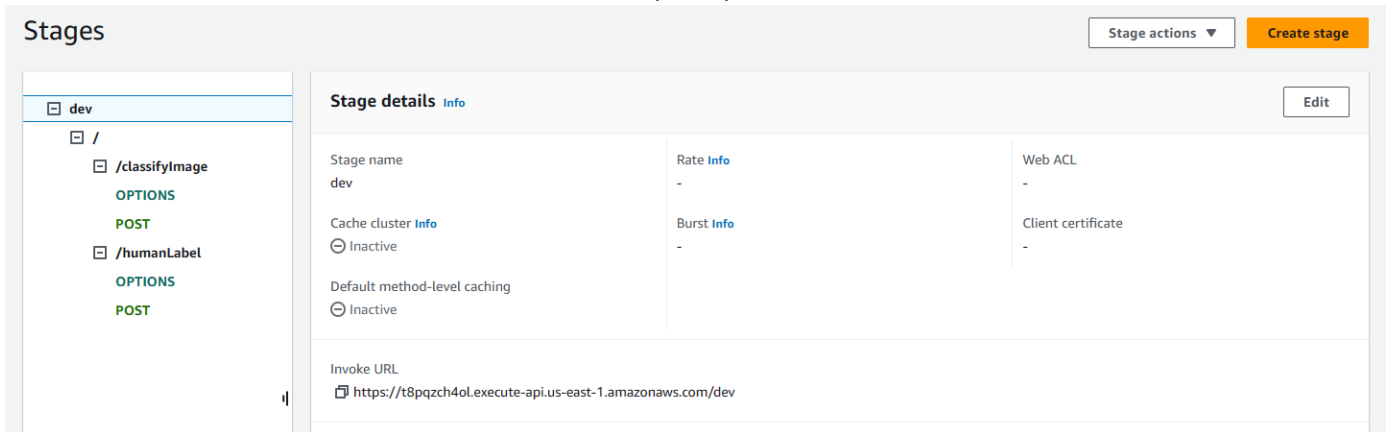 Stages
Stage actions ▼
Create stage
dev
/
/classifyImage
OPTIONS
POST
/humanLabel
OPTIONS
POST
Stage details Info
Edit
Stage name
dev
Rate Info
-
Web ACL
-
Cache cluster Info
Inactive
Burst Info
-
Client certificate
-
Default method-level caching
Inactive
Invoke URL
https://t8pqzch4ol.execute-api.us-east-1.amazonaws.com/dev